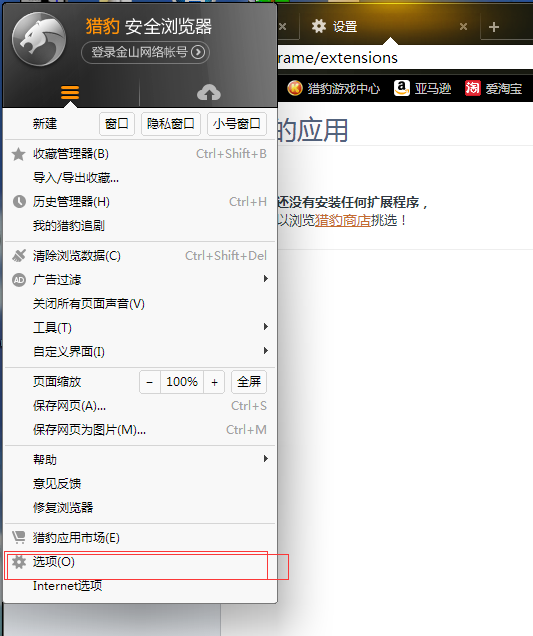 猎豹 安全浏览器
登录金山网络帐号
设置
rame/extensions
猎豹游戏中心 亚马逊 爱淘宝
新建 窗口 隐私窗口 小号窗口
收藏管理器(B) Ctrl+Shift+B
导入/导出收藏...
历史管理器(H) Ctrl+H
我的猎豹追剧
清除浏览数据(C) Ctrl+Shift+Del
AD 广告过滤
关闭所有页面声音(V)
工具(T)
自定义界面(I)
页面缩放 − 100% + 全屏
保存网页(A)... Ctrl+S
保存网页为图片(M)... Ctrl+M
帮助
意见反馈
修复浏览器
猎豹应用市场(E)
选项(O)
Internet选项
的应用
还没有安装任何扩展程序，
以浏览猎豹商店挑选！